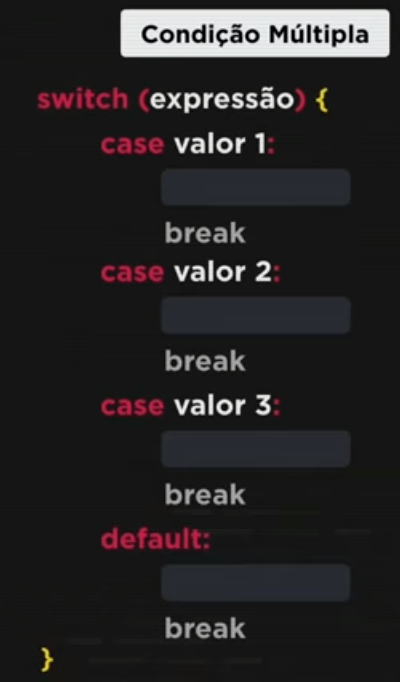 Condição Múltipla
switch (expressão) {
case valor 1:
break
case valor 2:
break
case valor 3:
break
default:
break
}